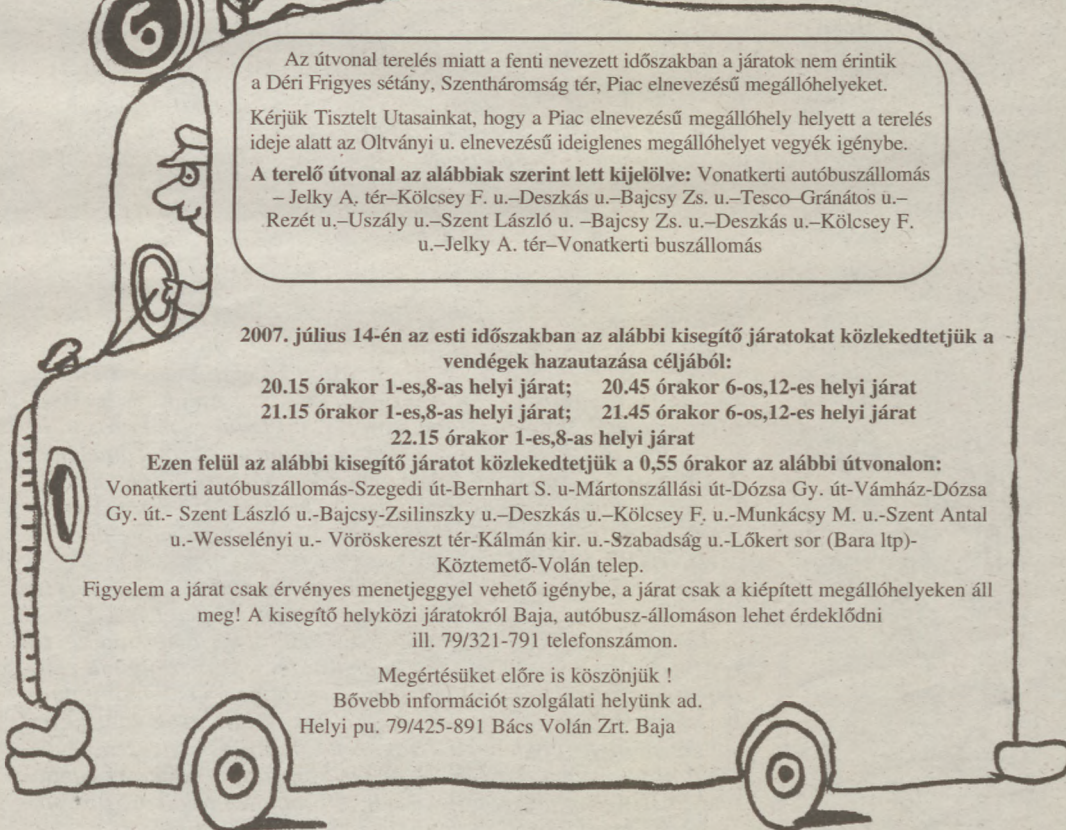 6
Az útvonal terelés miatt a fenti nevezett időszakban a járatok nem érintik
a Déri Frigyes sétány, Szentháromság tér, Piac elnevezésű megállóhelyeket.
Kérjük Tisztelt Utasainkat, hogy a Piac elnevezésű megállóhely helyett a terelés
ideje alatt az Oltványi u. elnevezésű ideiglenes megállóhelyet vegyék igénybe.
A terelő útvonal az alábbiak szerint lett kijelölve: Vonatkerti autóbuszállomás
– Jelky A. tér–Kölcsey F. u.–Deszkás u.–Bajcsy Zs. u.–Tesco–Gránátos u.–
Rezét u.–Uszály u.–Szent László u. –Bajcsy Zs. u.–Deszkás u.–Kölcsey F.
u.–Jelky A. tér–Vonatkerti buszállomás
2007. július 14-én az esti időszakban az alábbi kisegítő járatokat közlekedtetjük a
vendégek hazautazása céljából:
20.15 órakor 1-es,8-as helyi járat; 20.45 órakor 6-os,12-es helyi járat
21.15 órakor 1-es,8-as helyi járat; 21.45 órakor 6-os,12-es helyi járat
22.15 órakor 1-es,8-as helyi járat
Ezen felül az alábbi kisegítő járatot közlekedtetjük a 0,55 órakor az alábbi útvonalon:
Vonatkerti autóbuszállomás-Szegedi út-Bernhart S. u-Mártonszállási út-Dózsa Gy. út-Vámház-Dózsa
Gy. út.- Szent László u.-Bajcsy-Zsilinszky u.–Deszkás u.–Kölcsey F. u.-Munkácsy M. u.-Szent Antal
u.-Wesselényi u.- Vöröskereszt tér-Kálmán kir. u.-Szabadság u.-Lőkert sor (Bara ltp)-
Köztemető-Volán telep.
Figyelem a járat csak érvényes menetjeggyel vehető igénybe, a járat csak a kiépített megállóhelyeken áll
meg! A kisegítő helyközi járatokról Baja, autóbusz-állomáson lehet érdeklődni
ill. 79/321-791 telefonszámon.
Megértésüket előre is köszönjük !
Bővebb információt szolgálati helyünk ad.
Helyi pu. 79/425-891 Bács Volán Zrt. Baja